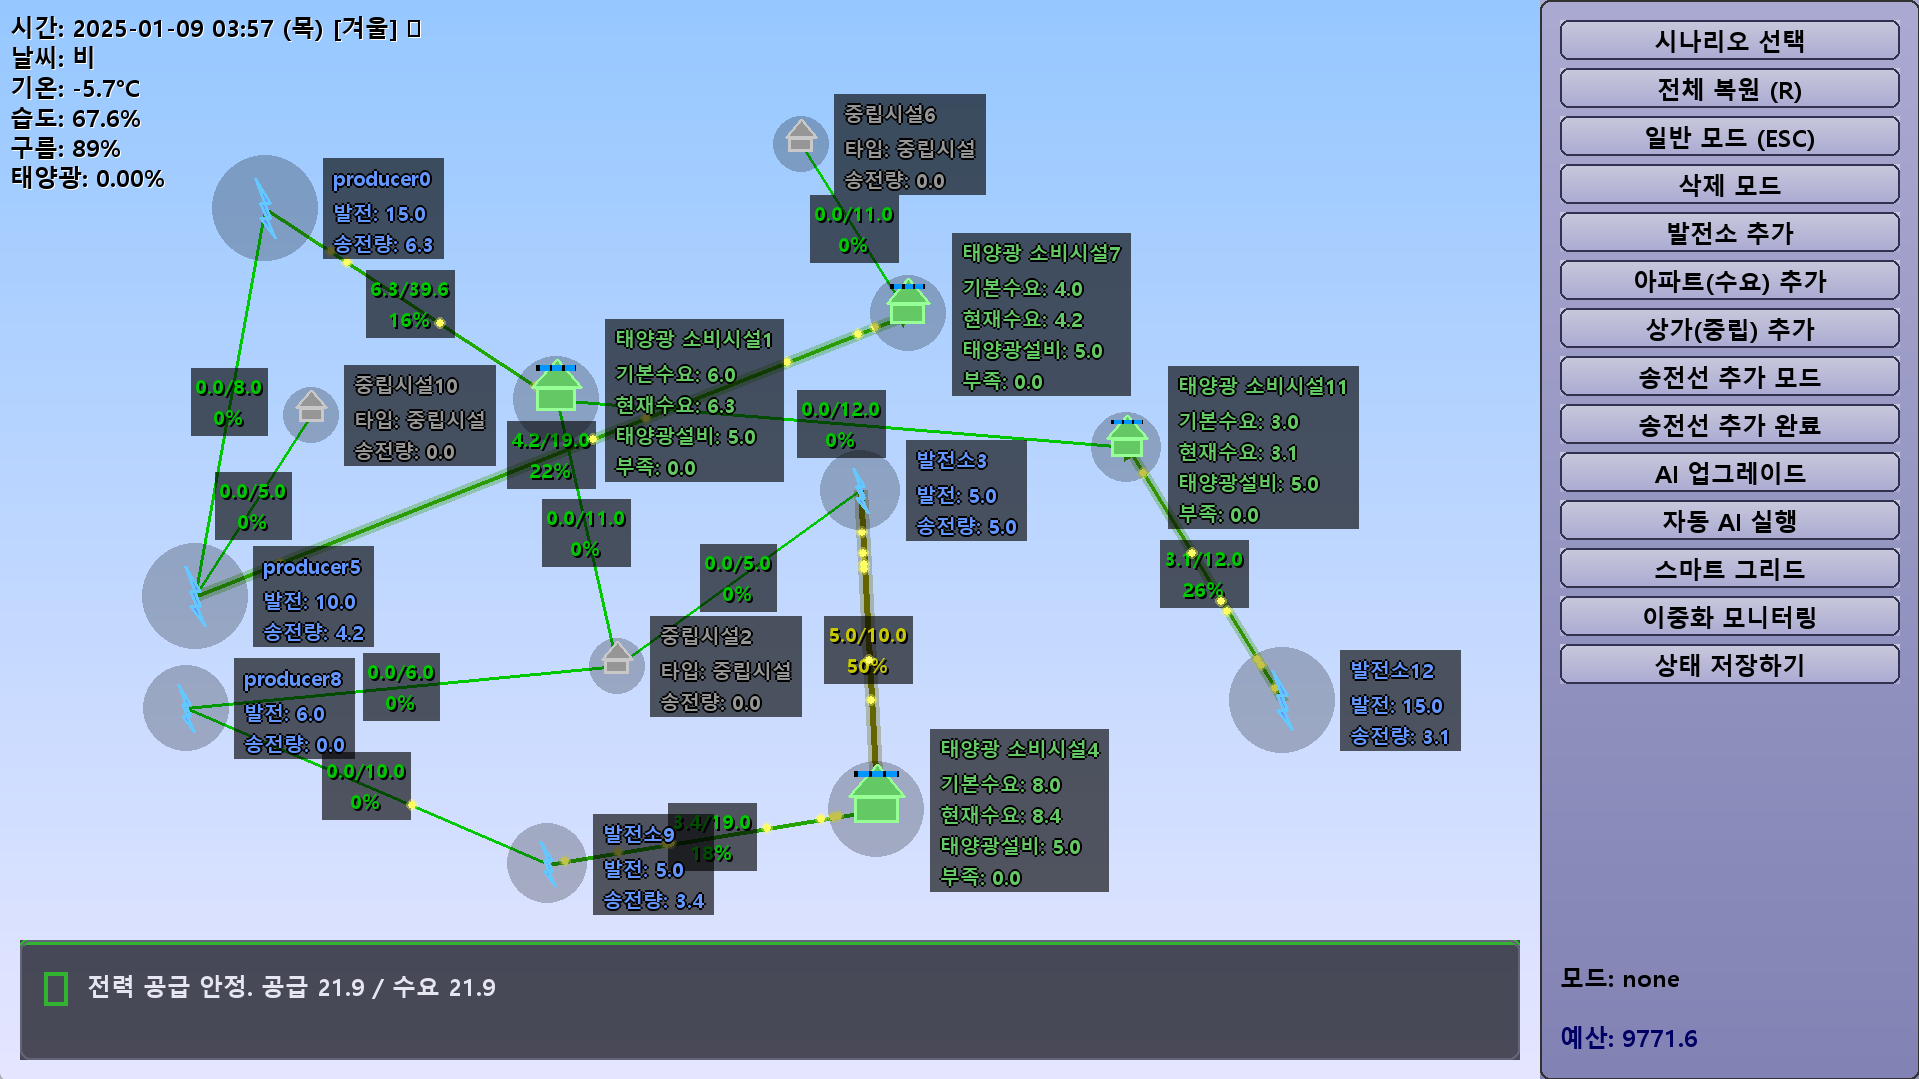 시간: 2025-01-09 03:57 (목) [겨울]
날씨: 비
기온: -5.7°C
습도: 67.6%
구름: 89%
태양광: 0.00%
중립시설6
타입: 중립시설
송전량: 0.0
producer0
발전: 15.0
송전량: 6.3
0.0/11.0
0%
태양광 소비시설7
기본수요: 4.0
현재수요: 4.2
태양광설비: 5.0
부족: 0.0
6.3/39.6
16%
태양광 소비시설1
기본수요: 6.0
현재수요: 6.3
태양광설비: 5.0
부족: 0.0
0.0/8.0
0%
중립시설10
타입: 중립시설
송전량: 0.0
태양광 소비시설11
기본수요: 3.0
현재수요: 3.1
태양광설비: 5.0
부족: 0.0
0.0/12.0
0%
4.2/19.0
22%
발전소3
발전: 5.0
송전량: 5.0
0.0/5.0
0%
0.0/11.0
0%
0.0/5.0
0%
3.1/12.0
26%
producer5
발전: 10.0
송전량: 4.2
중립시설2
타입: 중립시설
송전량: 0.0
5.0/10.0
50%
producer8
발전: 6.0
송전량: 0.0
0.0/6.0
0%
발전소12
발전: 15.0
송전량: 3.1
0.0/10.0
0%
태양광 소비시설4
기본수요: 8.0
현재수요: 8.4
태양광설비: 5.0
부족: 0.0
발전소9
발전: 5.0
송전량: 3.4
3.4/19.0
18%
전력 공급 안정. 공급 21.9 / 수요 21.9
시나리오 선택
전체 복원 (R)
일반 모드 (ESC)
삭제 모드
발전소 추가
아파트(수요) 추가
상가(중립) 추가
송전선 추가 모드
송전선 추가 완료
AI 업그레이드
자동 AI 실행
스마트 그리드
이중화 모니터링
상태 저장하기
모드: none
예산: 9771.6